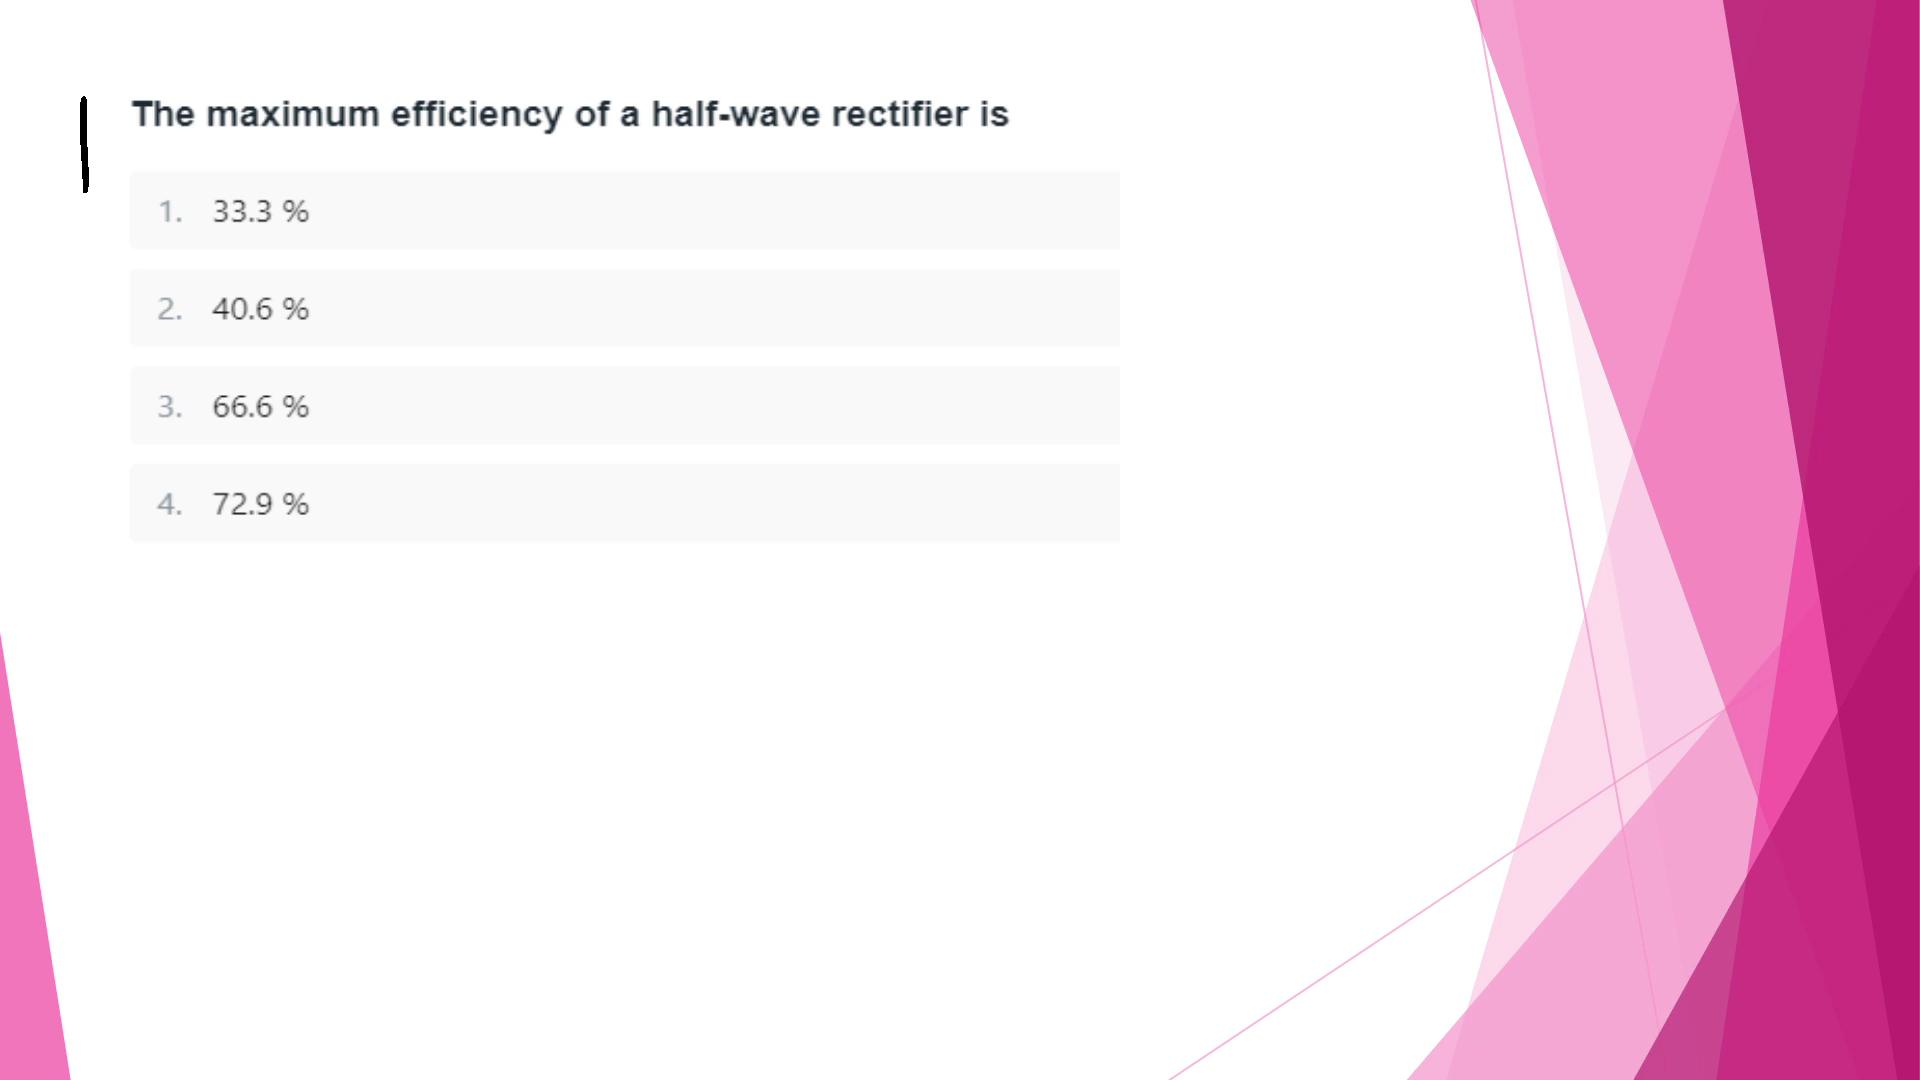 The maximum efficiency of a half-wave rectifier is
1. 33.3 %
2. 40.6 %
3. 66.6 %
4. 72.9 %